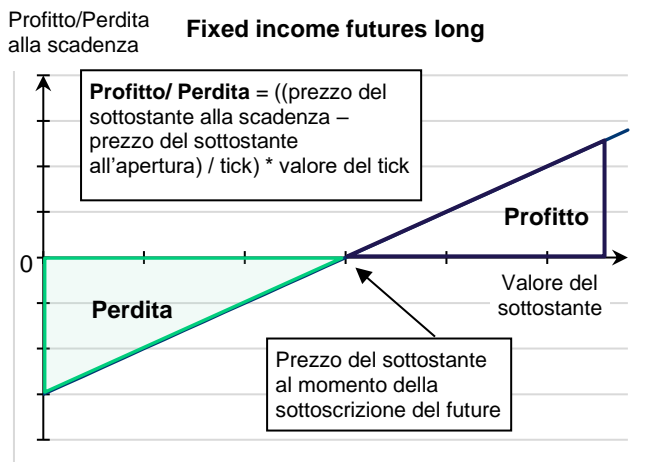 Profitto/Perdita
alla scadenza
Fixed income futures long
Profitto/ Perdita = ((prezzo del
sottostante alla scadenza –
prezzo del sottostante
all’apertura) / tick) * valore del tick
Profitto
0
Valore del
sottostante
Perdita
Prezzo del sottostante
al momento della
sottoscrizione del future